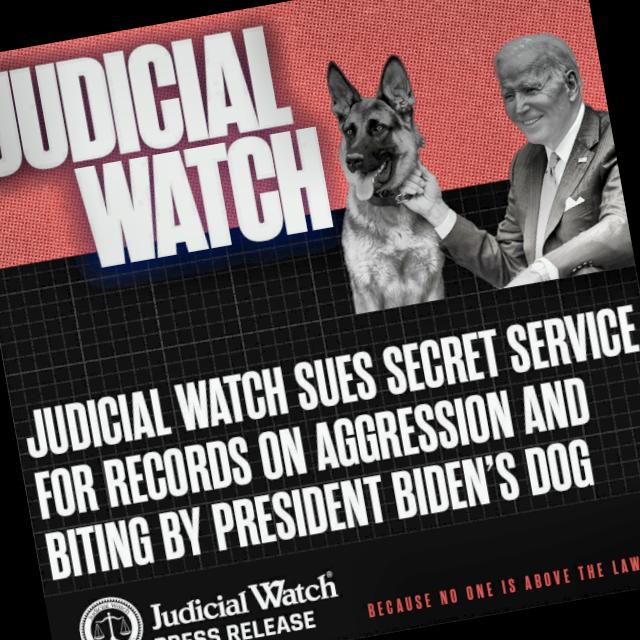 JUDICIAL
WATCH
JUDICIAL WATCH SUES SECRET SERVICE
FOR RECORDS ON AGGRESSION AND
BITING BY PRESIDENT BIDEN'S DOG
Judicial Watch®
PRESS RELEASE
BECAUSE NO ONE IS ABOVE THE LAW